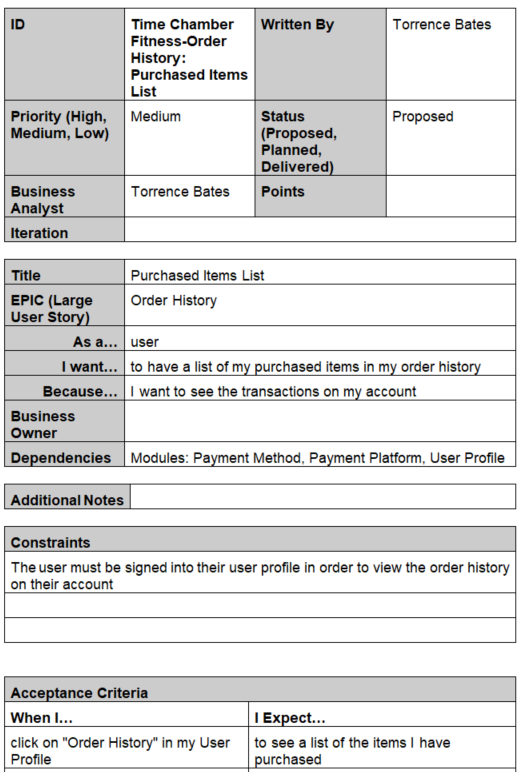 ID
Time Chamber
Fitness-Order
History:
Purchased Items
List
Written By
Torrence Bates
Priority (High,
Medium, Low)
Medium
Status
(Proposed,
Planned,
Delivered)
Proposed
Business
Analyst
Torrence Bates
Points
Iteration
Title
Purchased Items List
EPIC (Large
User Story)
Order History
As a...
user
I want...
to have a list of my purchased items in my order history
Because...
I want to see the transactions on my account
Business
Owner
Dependencies
Modules: Payment Method, Payment Platform, User Profile
Additional Notes
Constraints
The user must be signed into their user profile in order to view the order history
on their account
Acceptance Criteria
When I...
I Expect...
click on "Order History" in my User
Profile
to see a list of the items I have
purchased